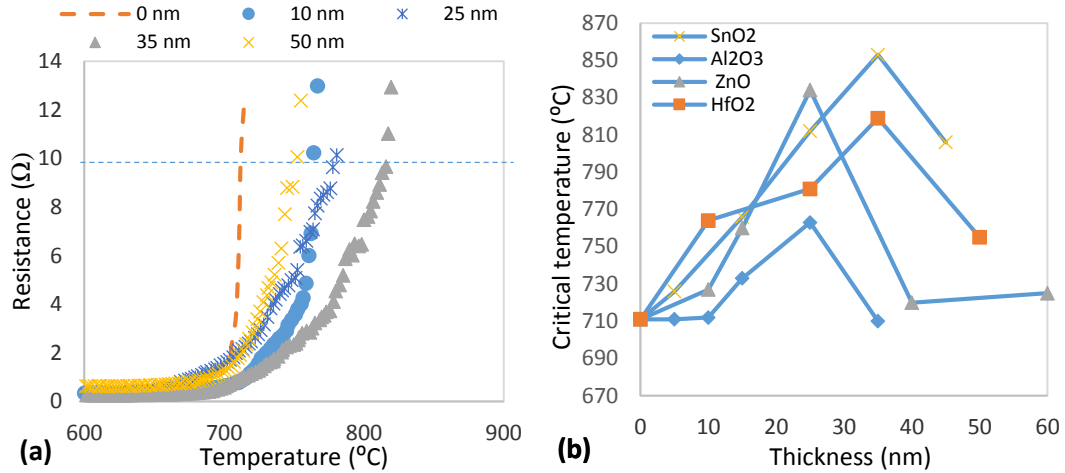 0 nm 10 nm 25 nm
35 nm 50 nm
14
12
10
8
6
4
2
0
600 700 800 900
Resistance (Ω)
Temperature (⁰C)
(a)
870
850
830
810
790
770
750
730
710
690
670
0 10 20 30 40 50 60
Critical temperature (⁰C)
Thickness (nm)
SnO2
Al2O3
ZnO
HfO2
(b)